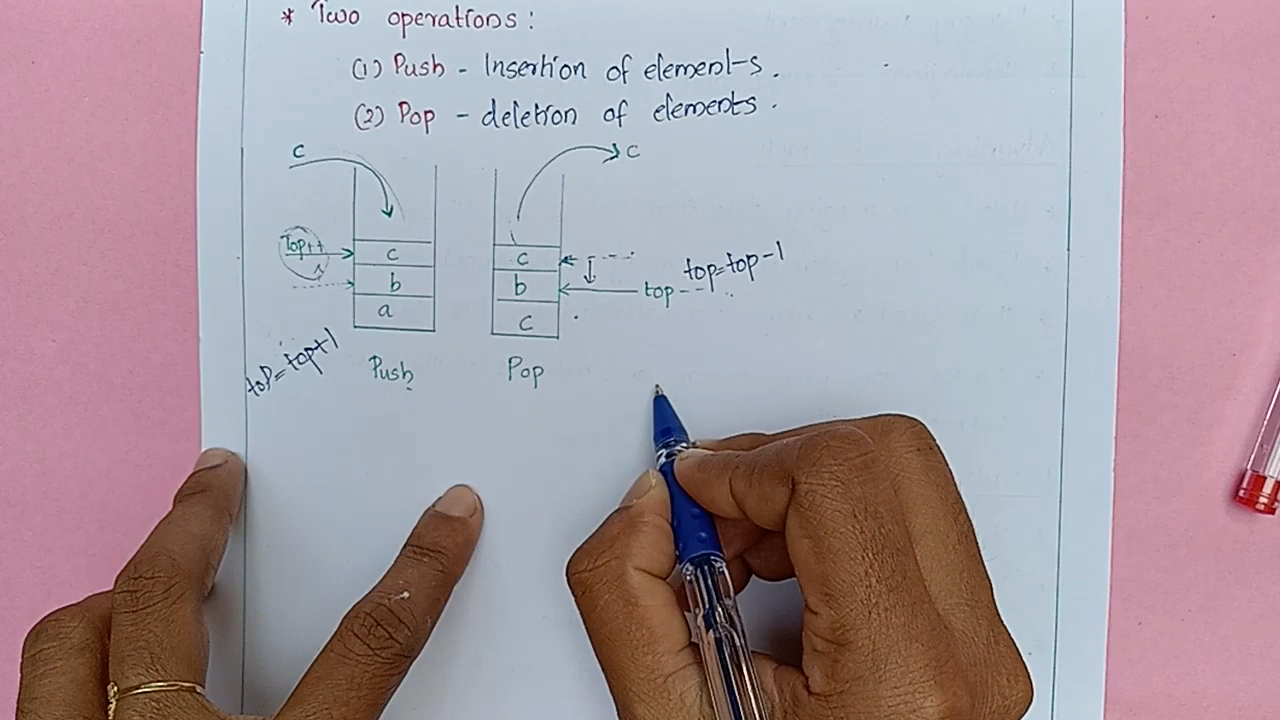 * Two operations :
(1) Push - Insertion of elements .
(2) Pop - deletion of elements .
c
c
Top++
c
b
a
c
b
c
top--
top=top-1
top=top+1
Push
Pop